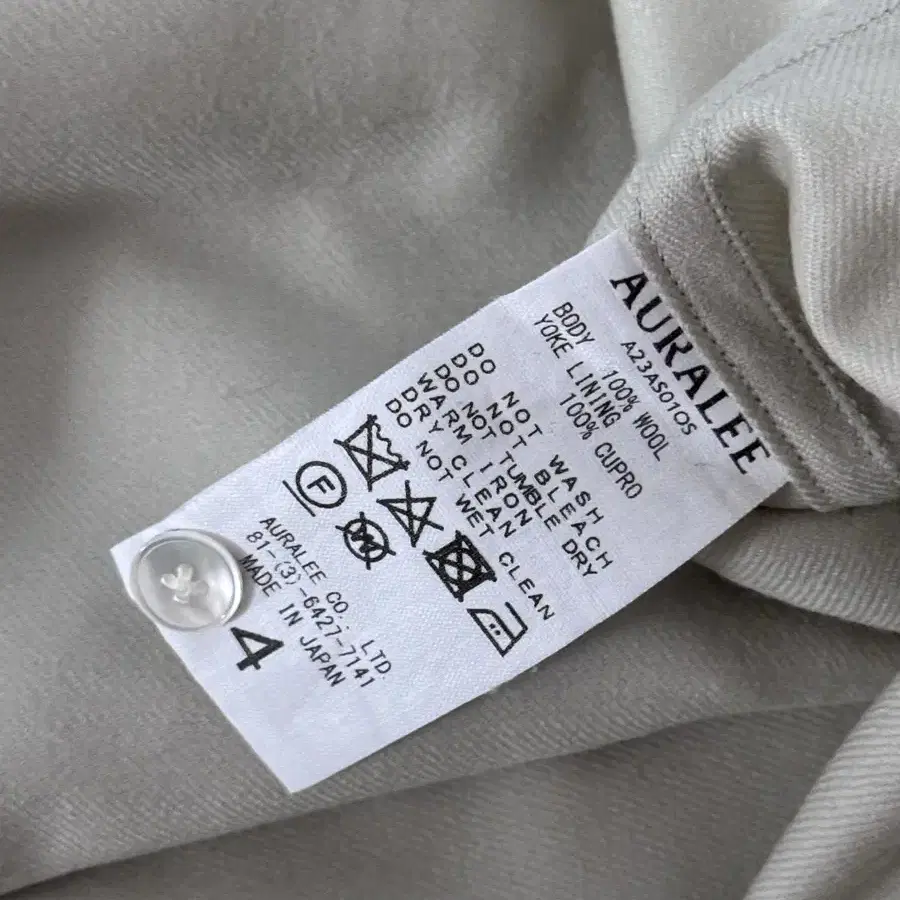 AURALEE
A23AS01OS
BODY 100% WOOL
YOKE LINING
100% CUPRO
DO NOT WASH
DO NOT BLEACH
DO NOT TUMBLE DRY
WARM IRON
DRY CLEAN
DO NOT WET CLEAN
F
W
AURALEE CO., LTD.
81-(3)-6427-7141
MADE IN JAPAN
4